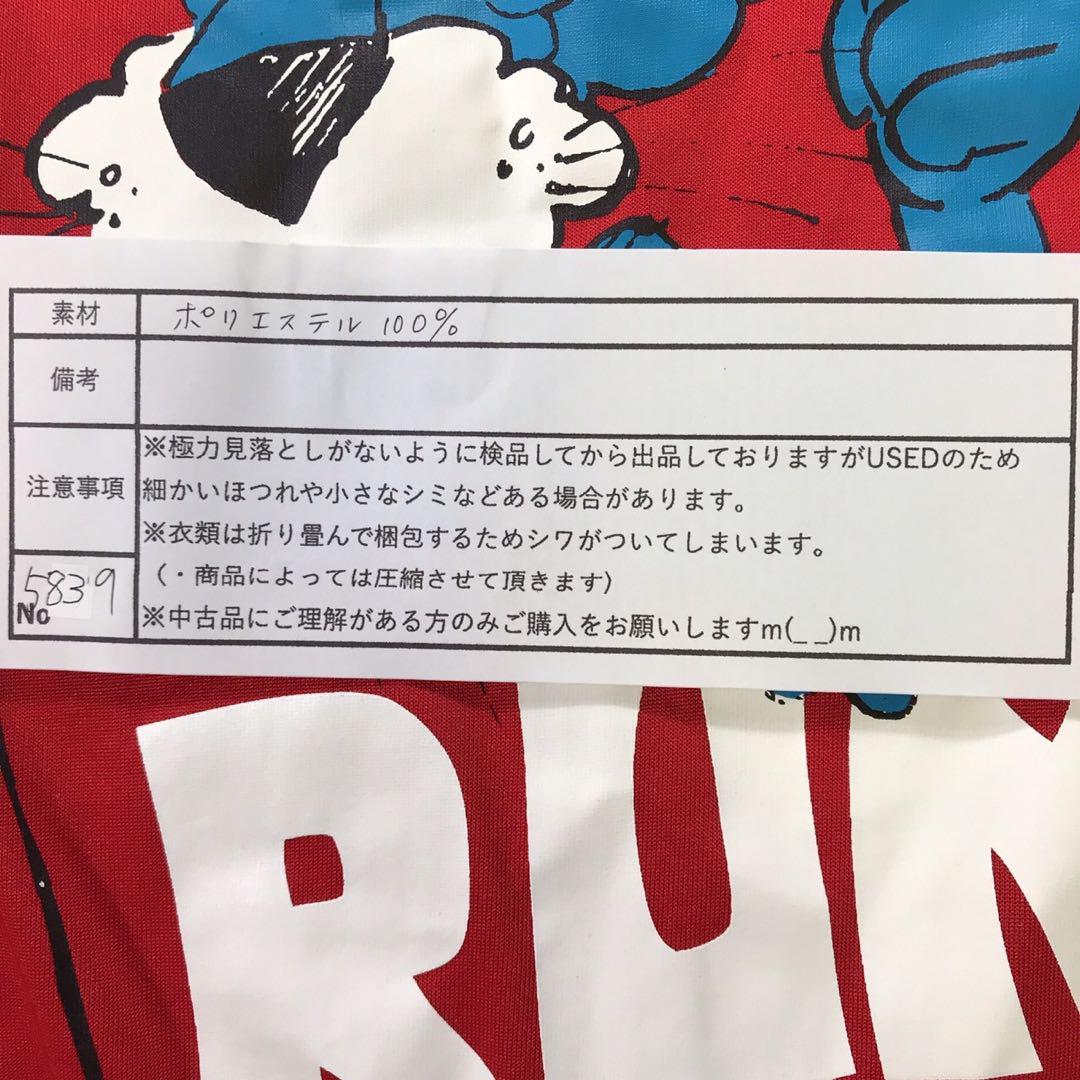 素材 ポリエステル 100%
備考
注意事項
※極力見落としがないように検品してから出品しておりますがUSEDのため
細かいほつれや小さなシミなどある場合があります。
※衣類は折り畳んで梱包するためシワがついてしまいます。
(・商品によっては圧縮させて頂きます)
※中古品にご理解がある方のみご購入をお願いしますm(_ _)m
No 5839
RUN